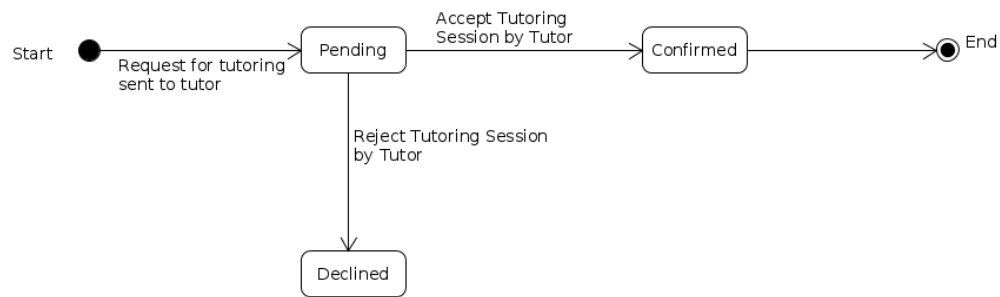 Start
Request for tutoring
sent to tutor
Pending
Accept Tutoring
Session by Tutor
Confirmed
End
Reject Tutoring Session
by Tutor
Declined